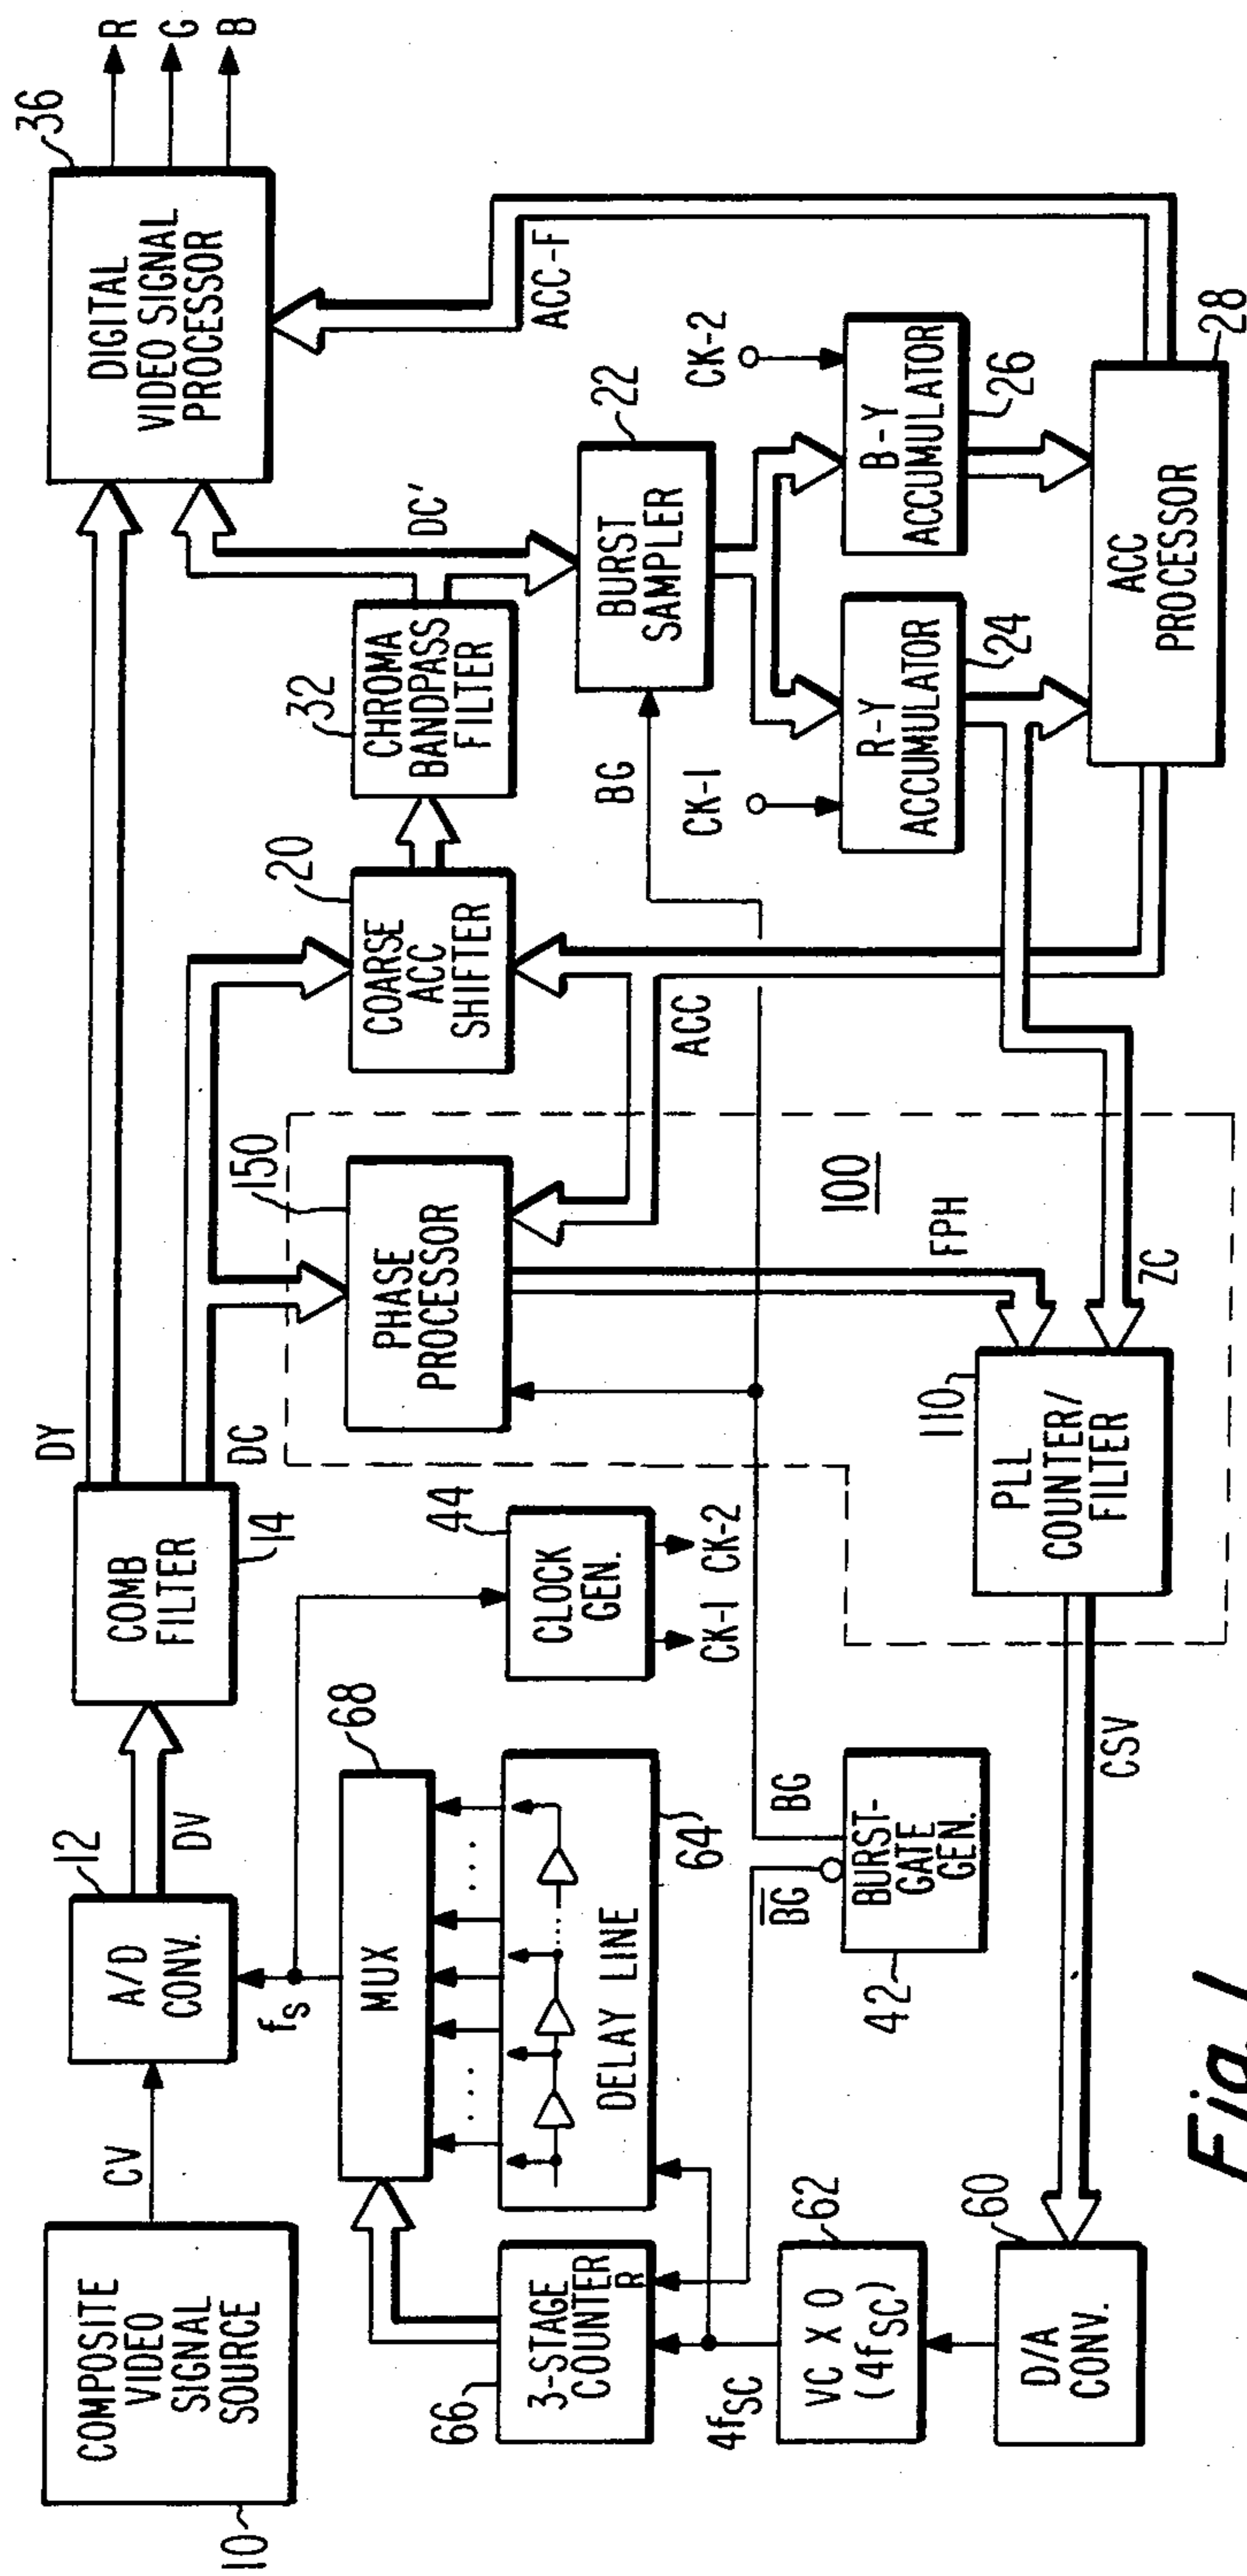 COMPOSITE
VIDEO
SIGNAL
SOURCE
10
CV
12
A/D
CONV.
DV
fS
COMB
FILTER
14
DY
DC
36
DIGITAL
VIDEO SIGNAL
PROCESSOR
R
G
B
68
MUX
DELAY LINE
64
3-STAGE
COUNTER
R
66
4fSC
62
VC X O
(4fSC)
60
D/A
CONV.
44
CLOCK
GEN.
CK-1 CK-2
BG
BG
BURST-
GATE
GEN.
42
CSV
150
PHASE
PROCESSOR
100
FPH
110
PLL
COUNTER/
FILTER
ZC
20
COARSE
ACC
SHIFTER
ACC
32
CHROMA
BANDPASS
FILTER
DC'
ACC-F
22
BURST
SAMPLER
BG
CK-1
CK-2
R-Y
ACCUMULATOR
24
B-Y
ACCUMULATOR
26
ACC
PROCESSOR
28
Fig. 1